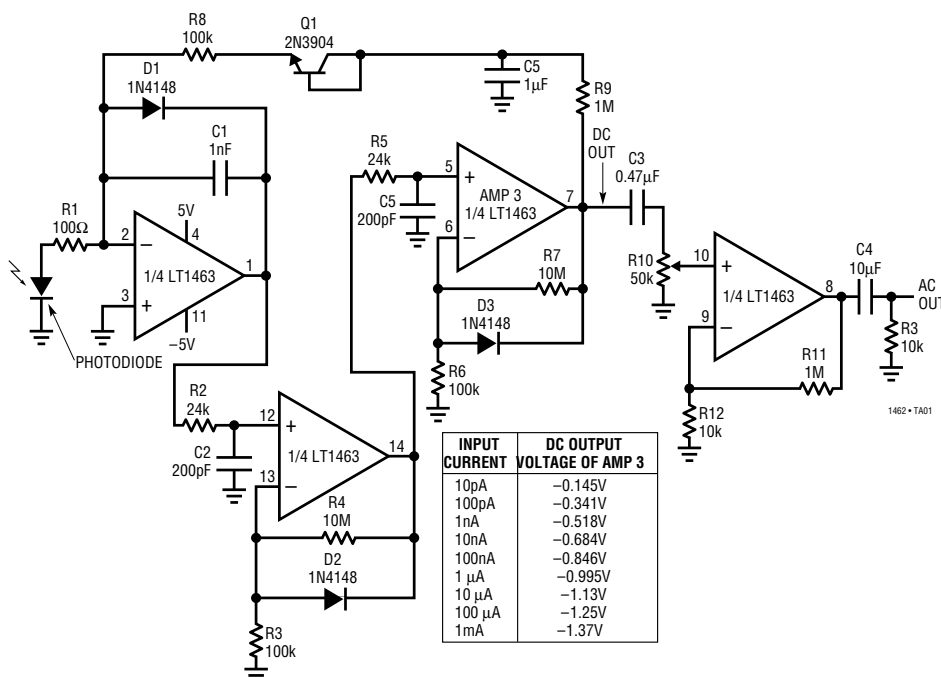 R8
100k
Q1
2N3904
D1
1N4148
C5
1µF
R9
1M
C1
1nF
R5
24k
DC
OUT
C3
0.47µF
5
+
AMP 3
1/4 LT1463
7
C5
200pF
6
−
R1
100Ω
5V
4
2
−
1/4 LT1463
1
3
+
11
−5V
PHOTODIODE
R7
10M
D3
1N4148
R6
100k
R10
50k
10
+
1/4 LT1463
8
9
−
C4
10µF
AC
OUT
R3
10k
R11
1M
R12
10k
1462 • TA01
R2
24k
12
+
1/4 LT1463
14
C2
200pF
13
−
R4
10M
D2
1N4148
R3
100k
INPUT CURRENT DC OUTPUT VOLTAGE OF AMP 3
10pA −0.145V
100pA −0.341V
1nA −0.518V
10nA −0.684V
100nA −0.846V
1 µA −0.995V
10 µA −1.13V
100 µA −1.25V
1mA −1.37V